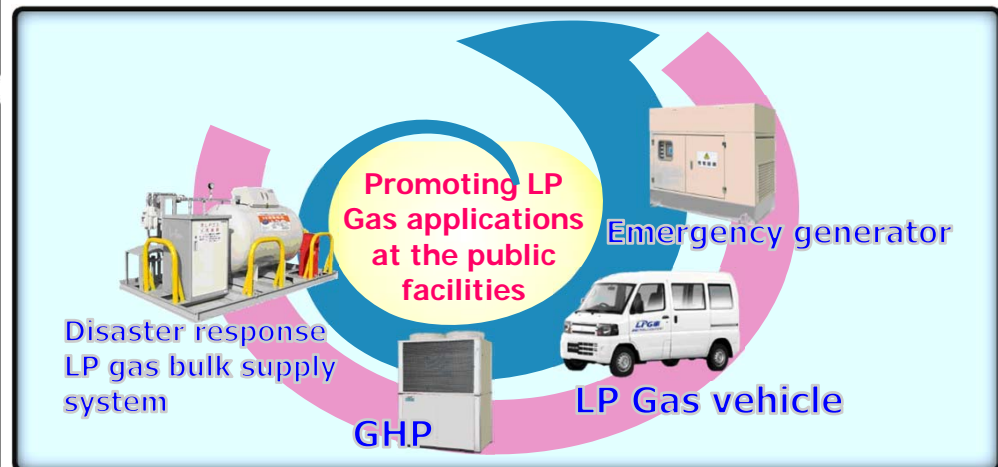 Promoting LP
Gas applications
at the public
facilities
Emergency generator
Disaster response
LP gas bulk supply
system
GHP
LP Gas vehicle